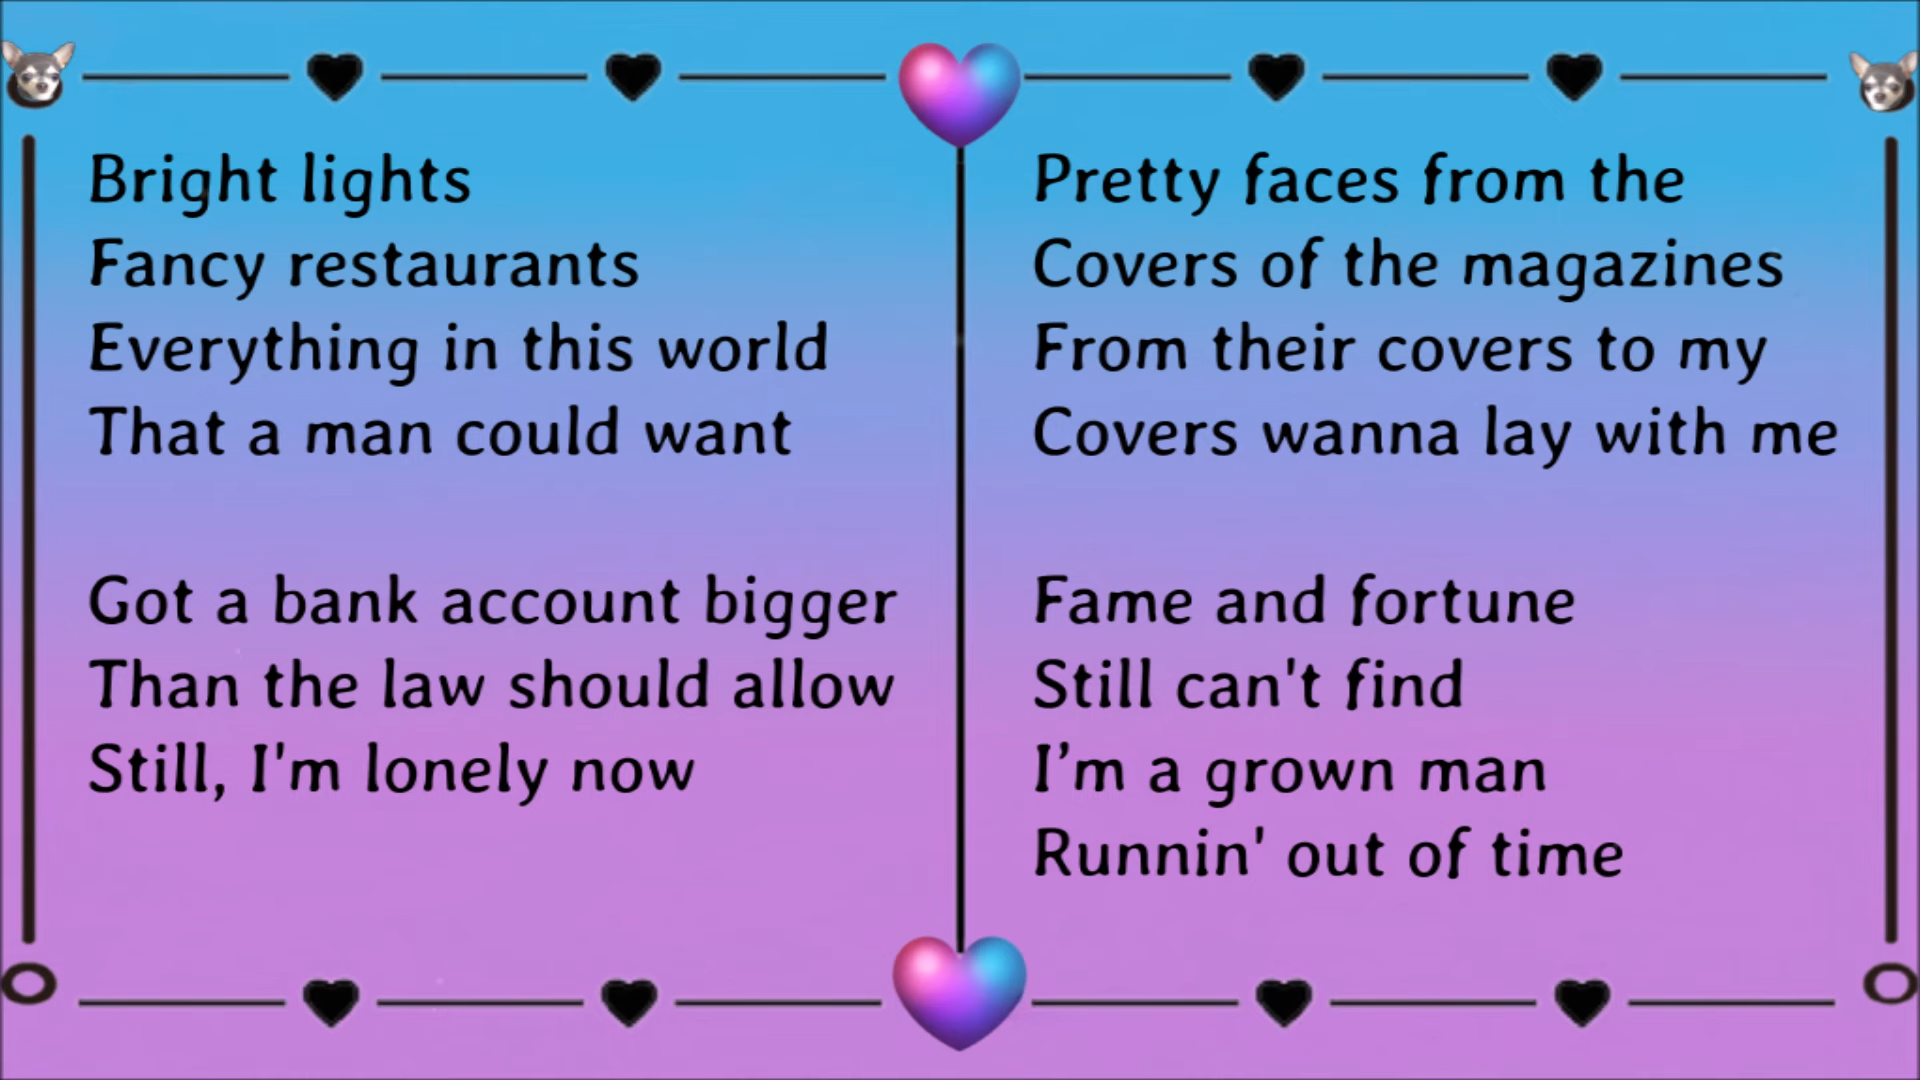 Bright lights
Fancy restaurants
Everything in this world
That a man could want
Got a bank account bigger
Than the law should allow
Still, I'm lonely now
Pretty faces from the
Covers of the magazines
From their covers to my
Covers wanna lay with me
Fame and fortune
Still can't find
I’m a grown man
Runnin' out of time